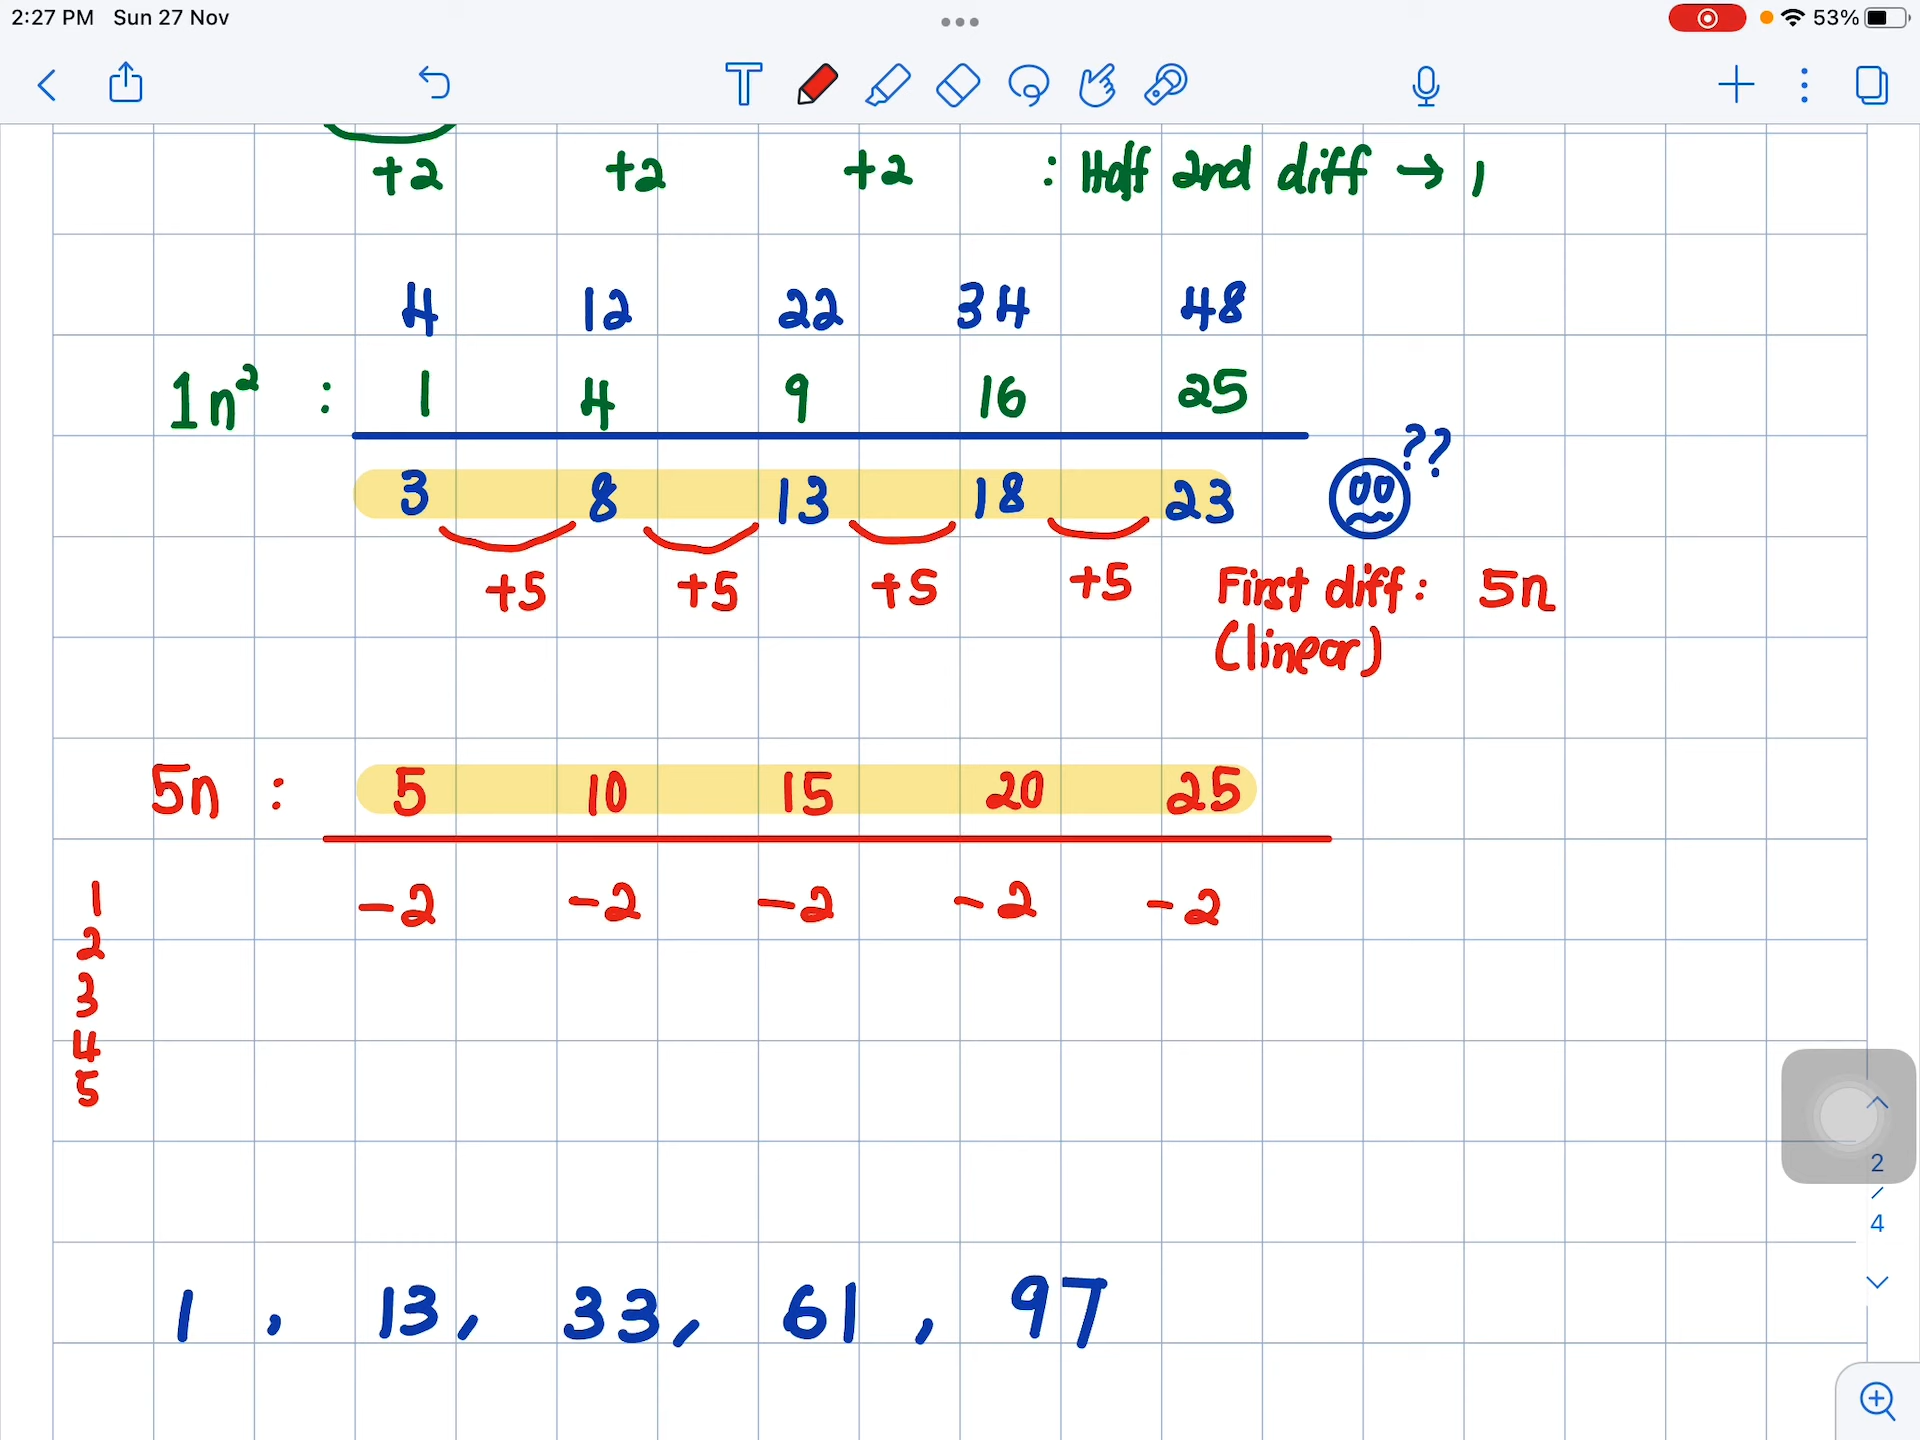 2:27 PM Sun 27 Nov 53%
T
+2 +2 +2 : Half 2nd diff → 1
4 12 22 34 48
1n² : 1 4 9 16 25
??
3 8 13 18 23
+5 +5 +5 +5 First diff : 5n
(linear)
5n : 5 10 15 20 25
-2 -2 -2 -2 -2
1
2
3
4
5
2
/
4
1 , 13, 33, 61 , 97